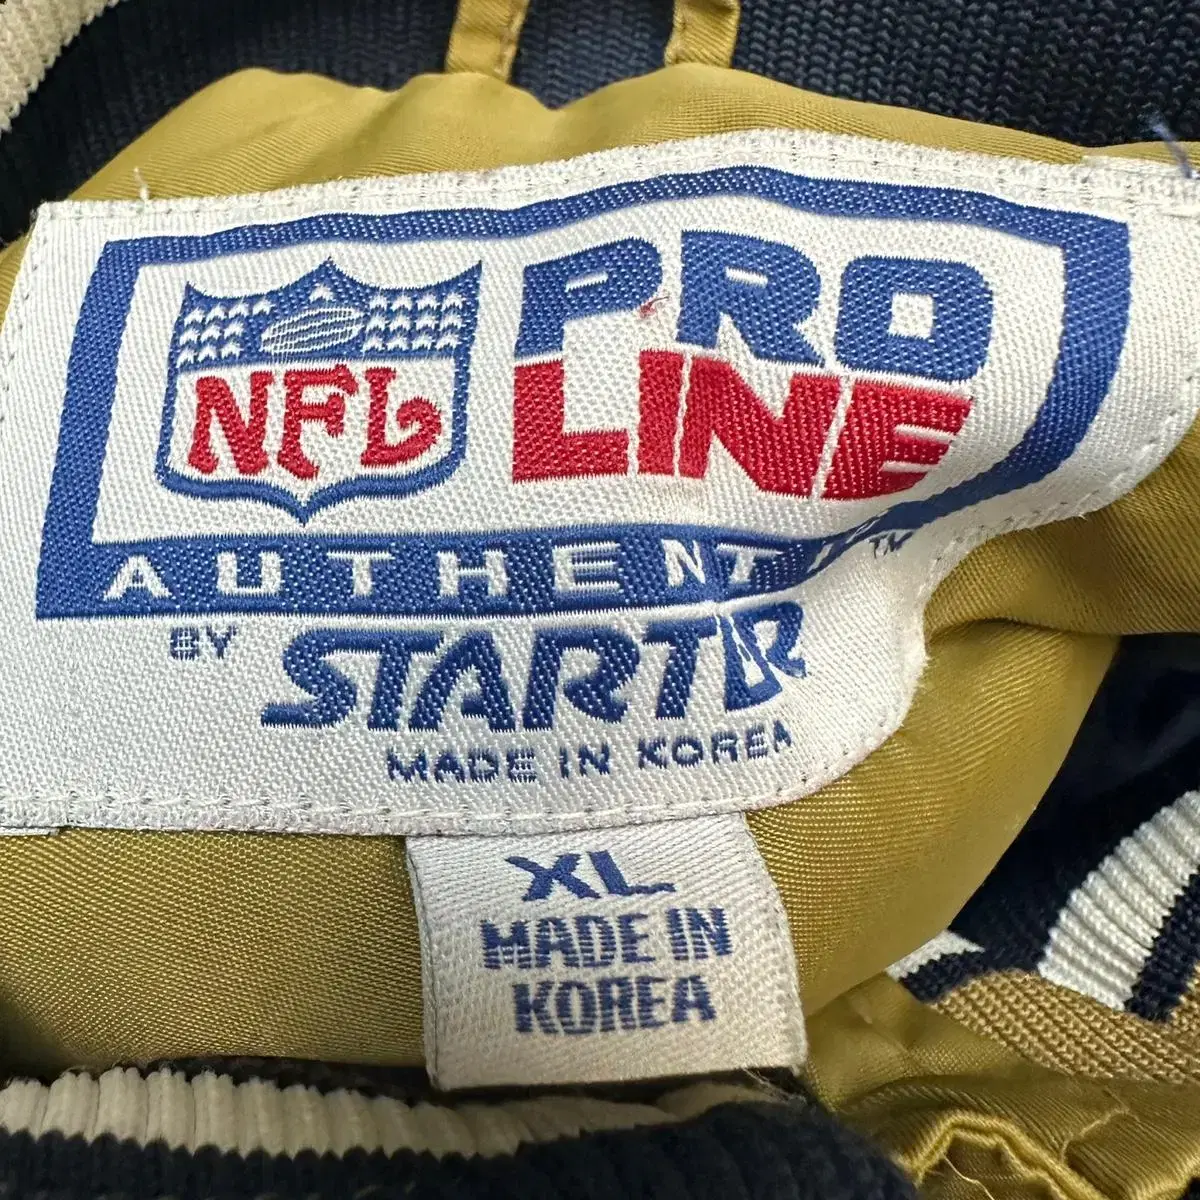 NFL
PRO
LINE
AUTHENTIC
TM
BY STARTER
MADE IN KOREA
XL
MADE IN
KOREA